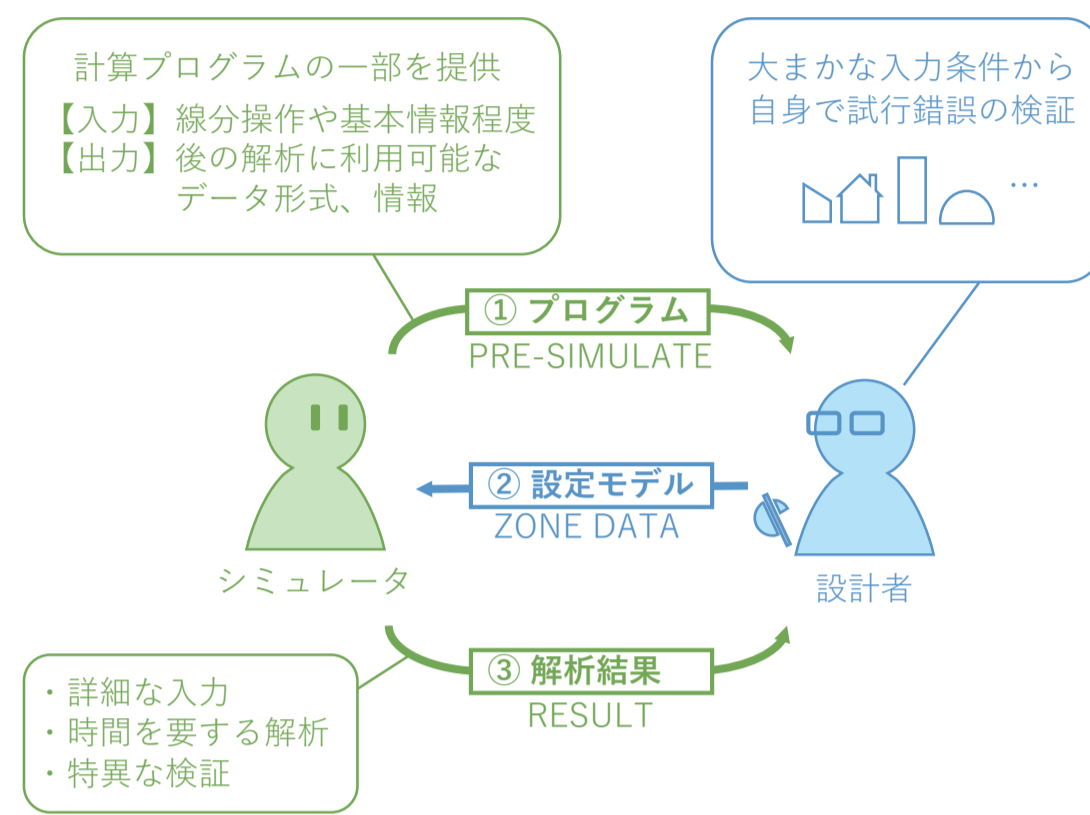 計算プログラムの一部を提供
【入力】線分操作や基本情報程度
【出力】後の解析に利用可能な
データ形式、情報
大まかな入力条件から
自身で試行錯誤の検証
…
① プログラム
PRE-SIMULATE
② 設定モデル
ZONE DATA
シミュレータ
設計者
③ 解析結果
RESULT
・詳細な入力
・時間を要する解析
・特異な検証